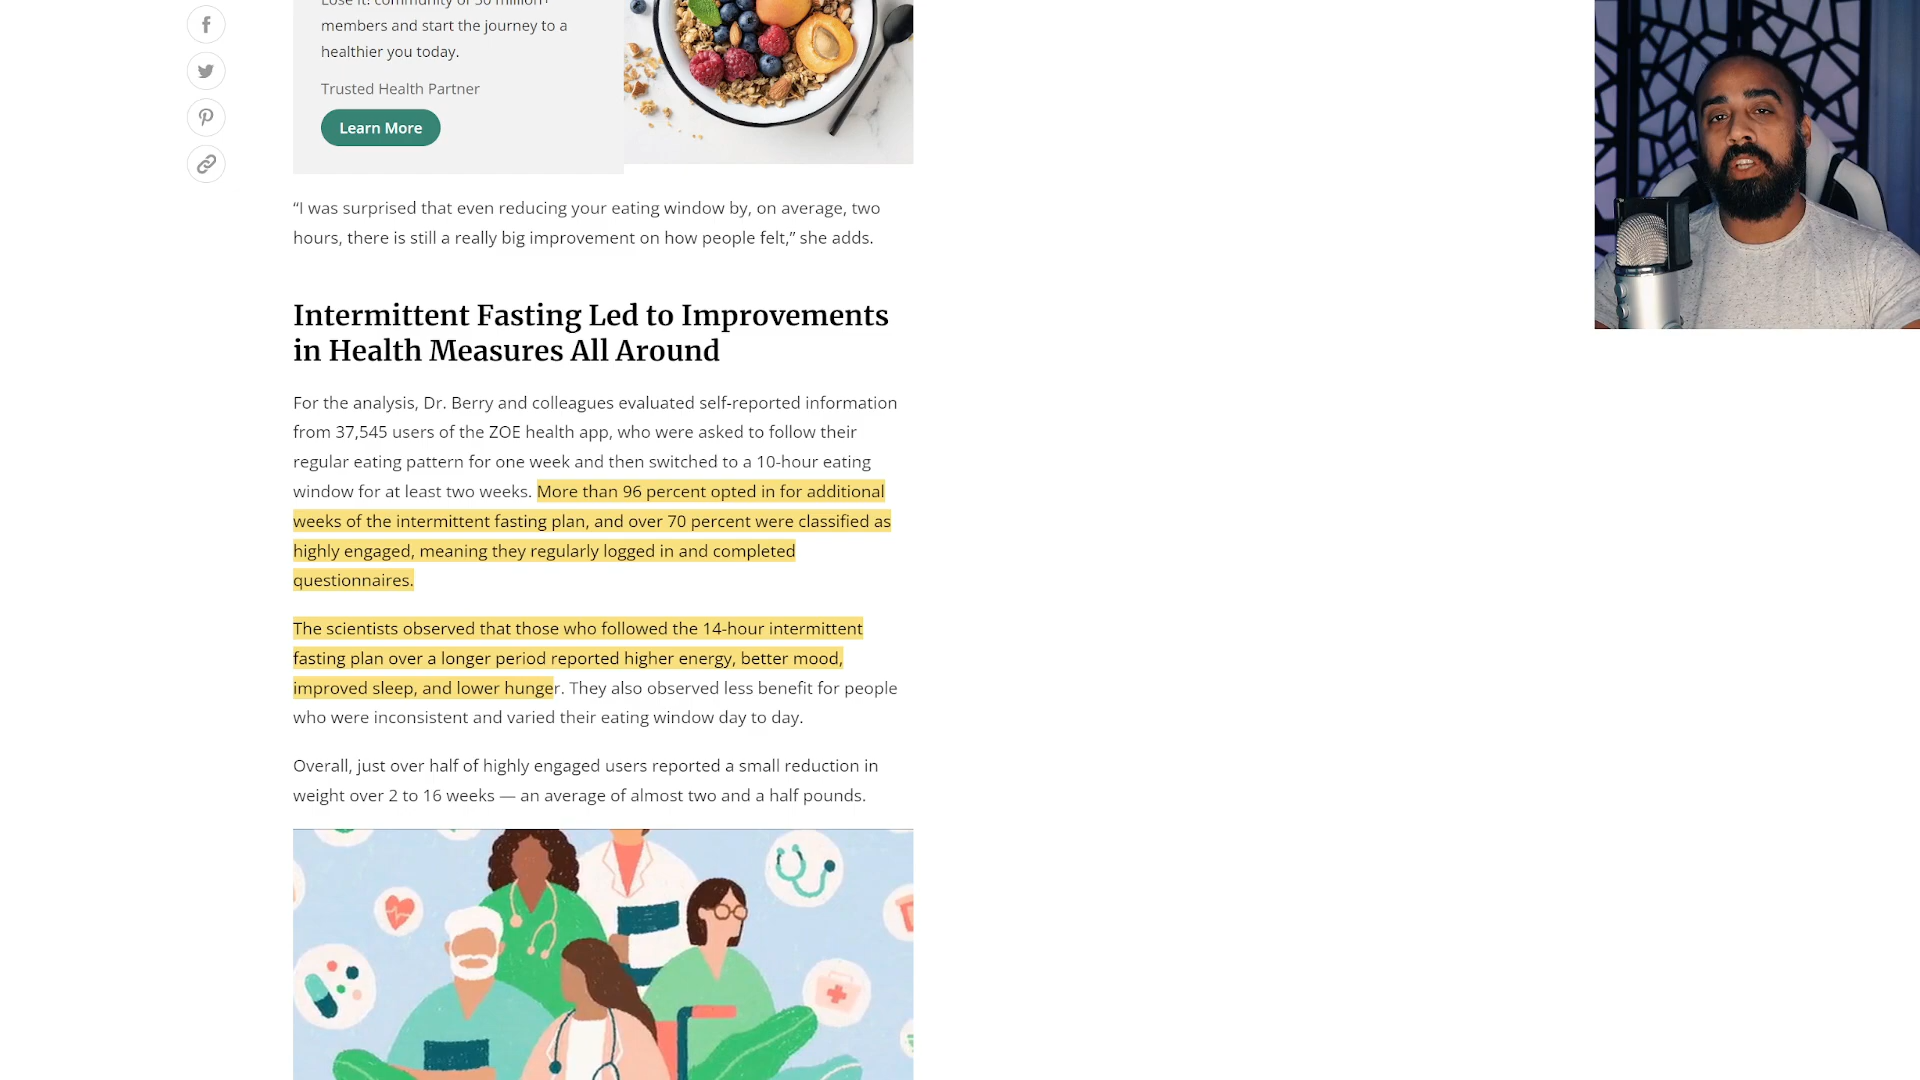 Lose It! community of 50 million+
members and start the journey to a
healthier you today.
Trusted Health Partner
Learn More
“I was surprised that even reducing your eating window by, on average, two
hours, there is still a really big improvement on how people felt,” she adds.
Intermittent Fasting Led to Improvements
in Health Measures All Around
For the analysis, Dr. Berry and colleagues evaluated self-reported information
from 37,545 users of the ZOE health app, who were asked to follow their
regular eating pattern for one week and then switched to a 10-hour eating
window for at least two weeks. More than 96 percent opted in for additional
weeks of the intermittent fasting plan, and over 70 percent were classified as
highly engaged, meaning they regularly logged in and completed
questionnaires.
The scientists observed that those who followed the 14-hour intermittent
fasting plan over a longer period reported higher energy, better mood,
improved sleep, and lower hunger. They also observed less benefit for people
who were inconsistent and varied their eating window day to day.
Overall, just over half of highly engaged users reported a small reduction in
weight over 2 to 16 weeks — an average of almost two and a half pounds.